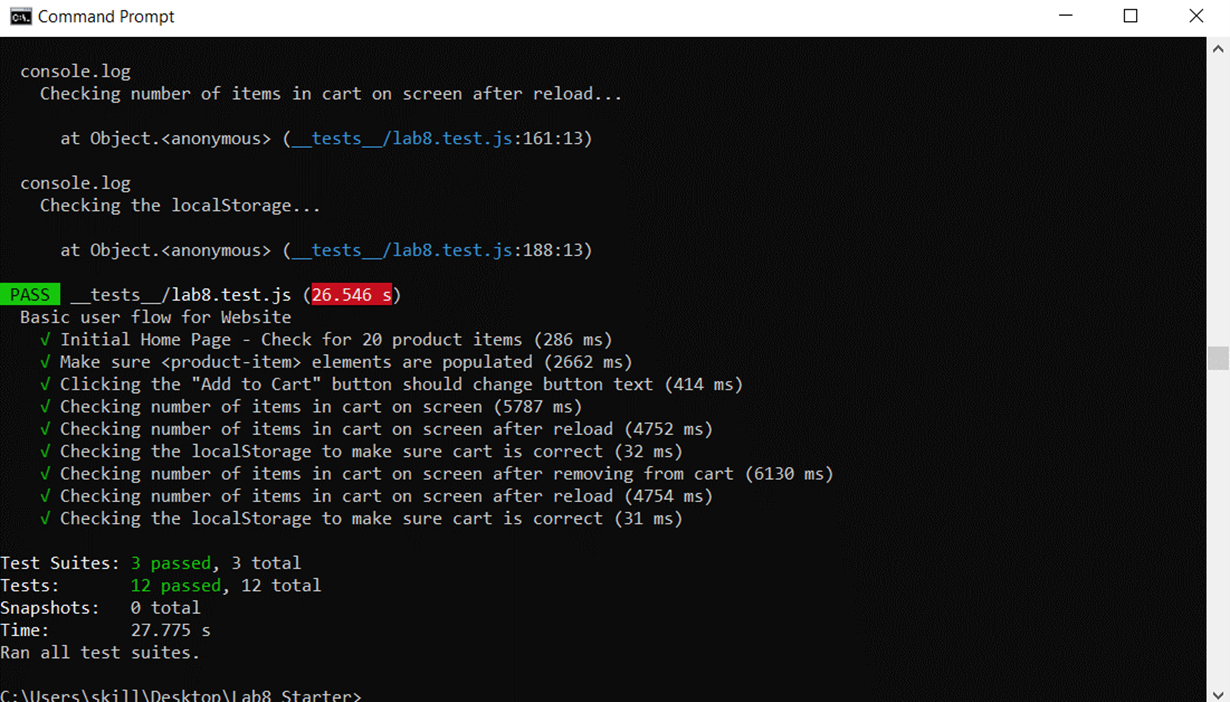 Command Prompt
console.log
Checking number of items in cart on screen after reload...
at Object.<anonymous> (__tests__/lab8.test.js:161:13)
console.log
Checking the localStorage...
at Object.<anonymous> (__tests__/lab8.test.js:188:13)
PASS __tests__/lab8.test.js (26.546 s)
Basic user flow for Website
√ Initial Home Page - Check for 20 product items (286 ms)
√ Make sure <product-item> elements are populated (2662 ms)
√ Clicking the "Add to Cart" button should change button text (414 ms)
√ Checking number of items in cart on screen (5787 ms)
√ Checking number of items in cart on screen after reload (4752 ms)
√ Checking the localStorage to make sure cart is correct (32 ms)
√ Checking number of items in cart on screen after removing from cart (6130 ms)
√ Checking number of items in cart on screen after reload (4754 ms)
√ Checking the localStorage to make sure cart is correct (31 ms)
Test Suites: 3 passed, 3 total
Tests: 12 passed, 12 total
Snapshots: 0 total
Time: 27.775 s
Ran all test suites.
C:\Users\skill\Desktop\Lab8_Starter>